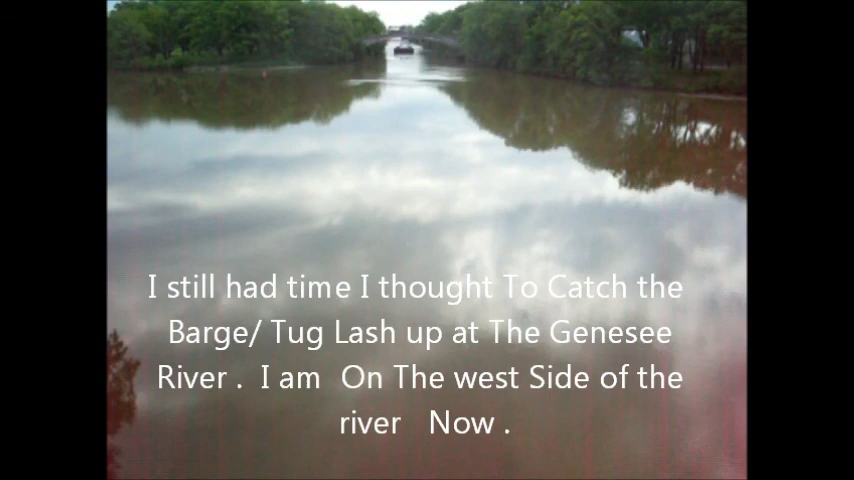 I still had time I thought To Catch the
Barge/ Tug Lash up at The Genesee
River . I am On The west Side of the
river Now .